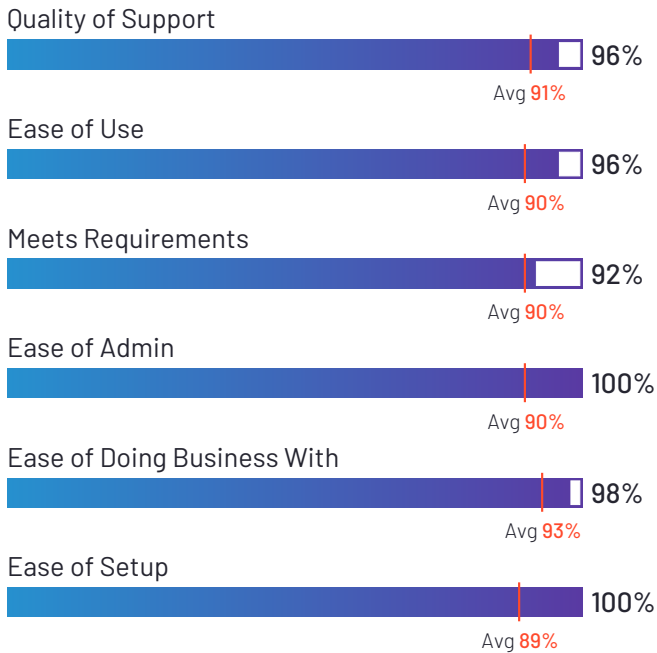 Quality of Support
96%
Avg 91%
Ease of Use
96%
Avg 90%
Meets Requirements
92%
Avg 90%
Ease of Admin
100%
Avg 90%
Ease of Doing Business With
98%
Avg 93%
Ease of Setup
100%
Avg 89%